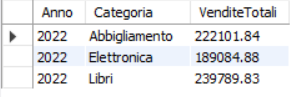 Anno Categoria VenditeTotali
2022 Abbigliamento 222101.84
2022 Elettronica 189084.88
2022 Libri 239789.83